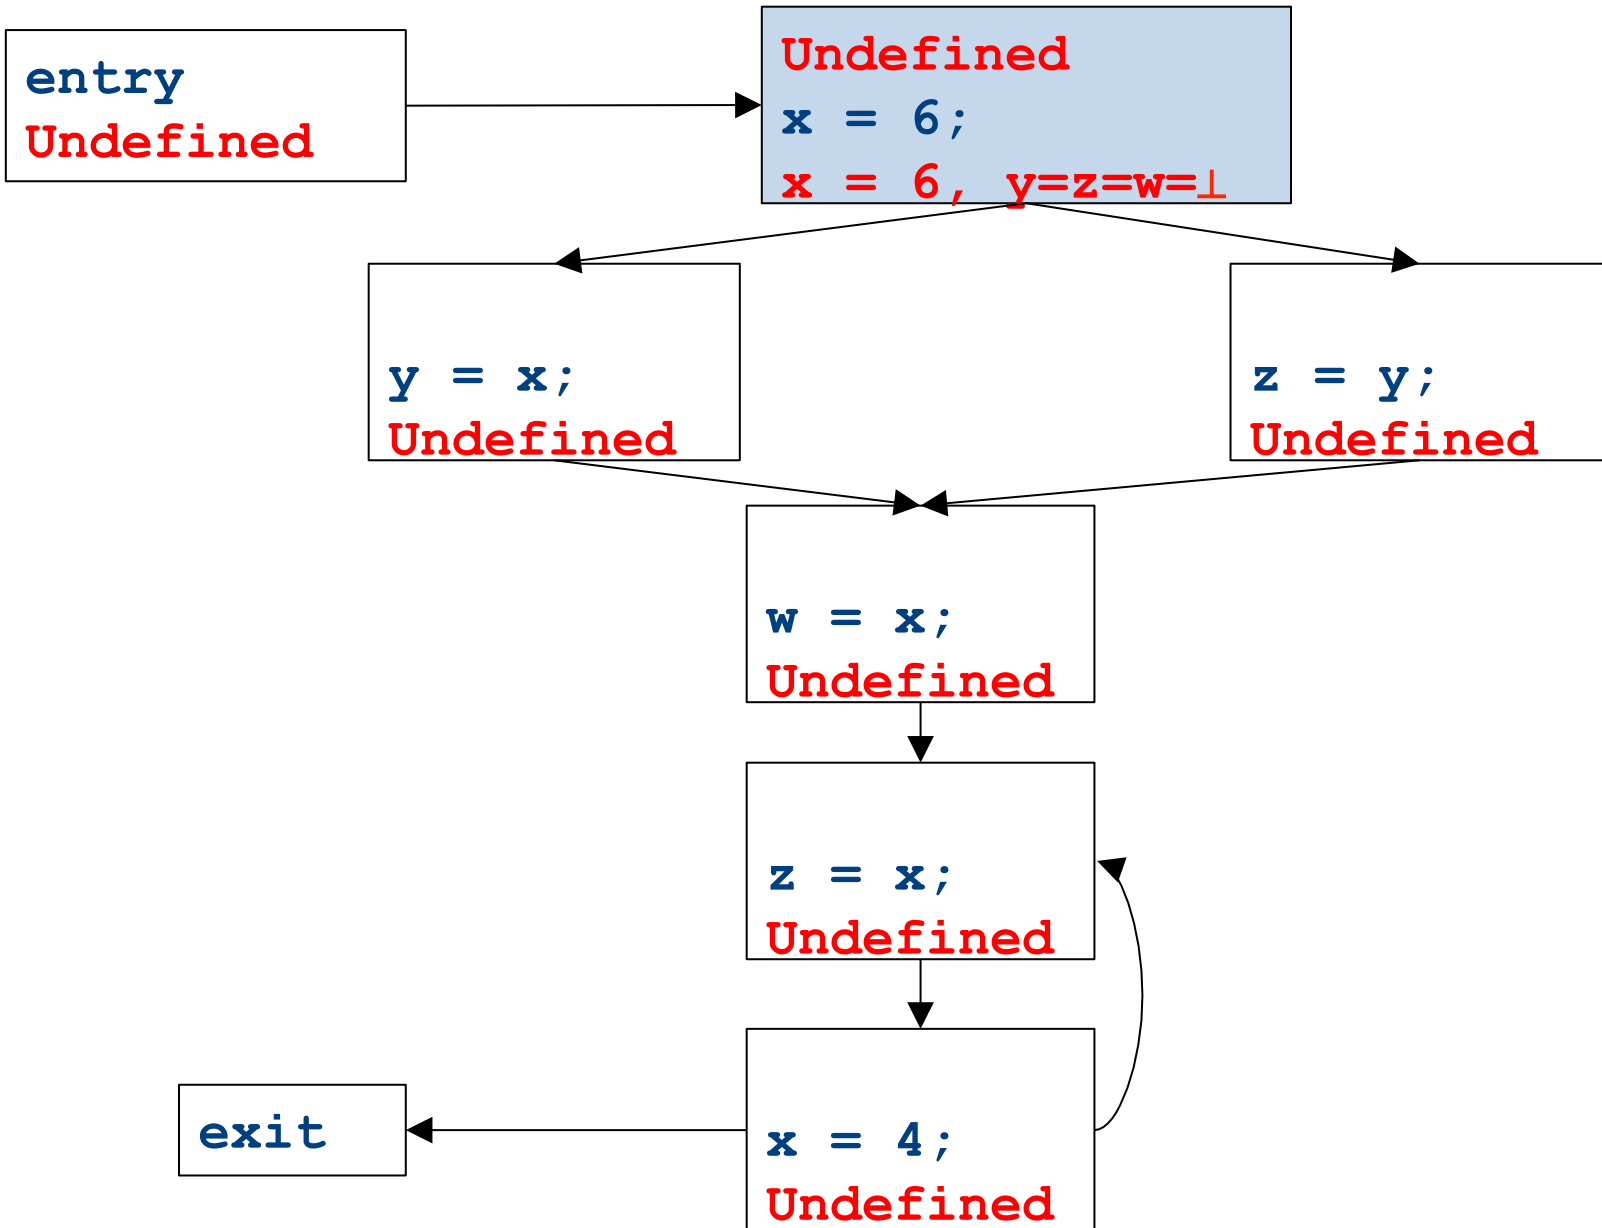 entry
Undefined
Undefined
x = 6;
x = 6, y=z=w=⊥
y = x;
Undefined
z = y;
Undefined
w = x;
Undefined
z = x;
Undefined
exit
x = 4;
Undefined